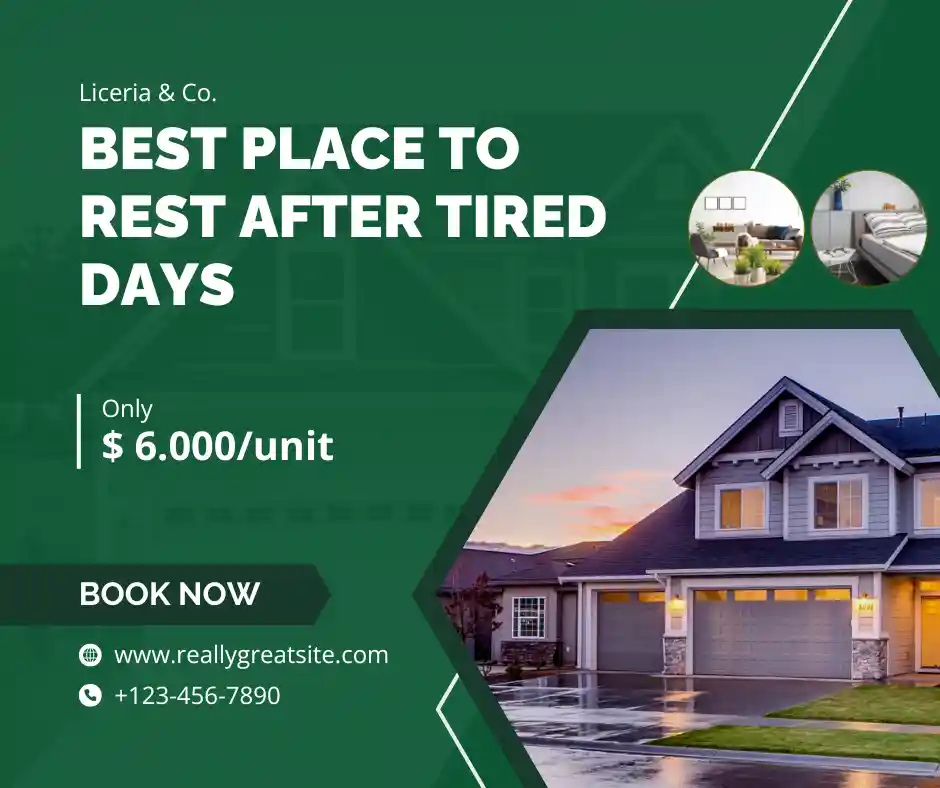 Liceria & Co.
BEST PLACE TO
REST AFTER TIRED
DAYS
Only
$ 6.000/unit
BOOK NOW
www.reallygreatsite.com
+123-456-7890